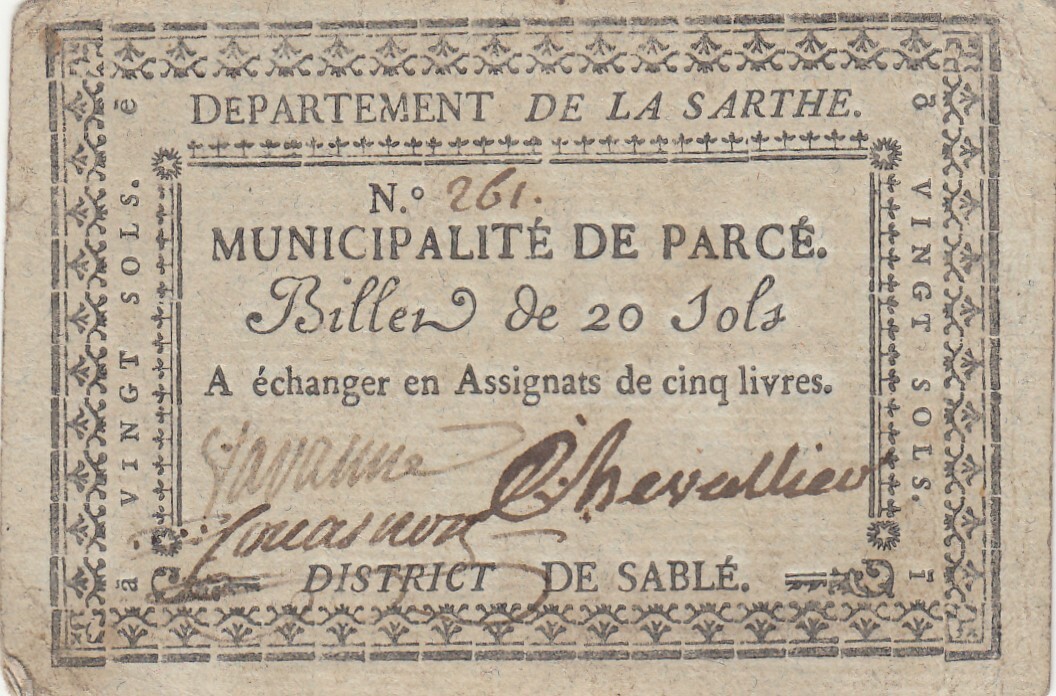 DEPARTEMENT DE LA SARTHE.
N.º 261.
MUNICIPALITÉ DE PARCÉ.
Billet de 20 Sols
A échanger en Assignats de cinq livres.
Chevallier
Couasnon
DISTRICT DE SABLÉ.
ā VINGT SOLS. ē
ō VINGT SOLS. ī